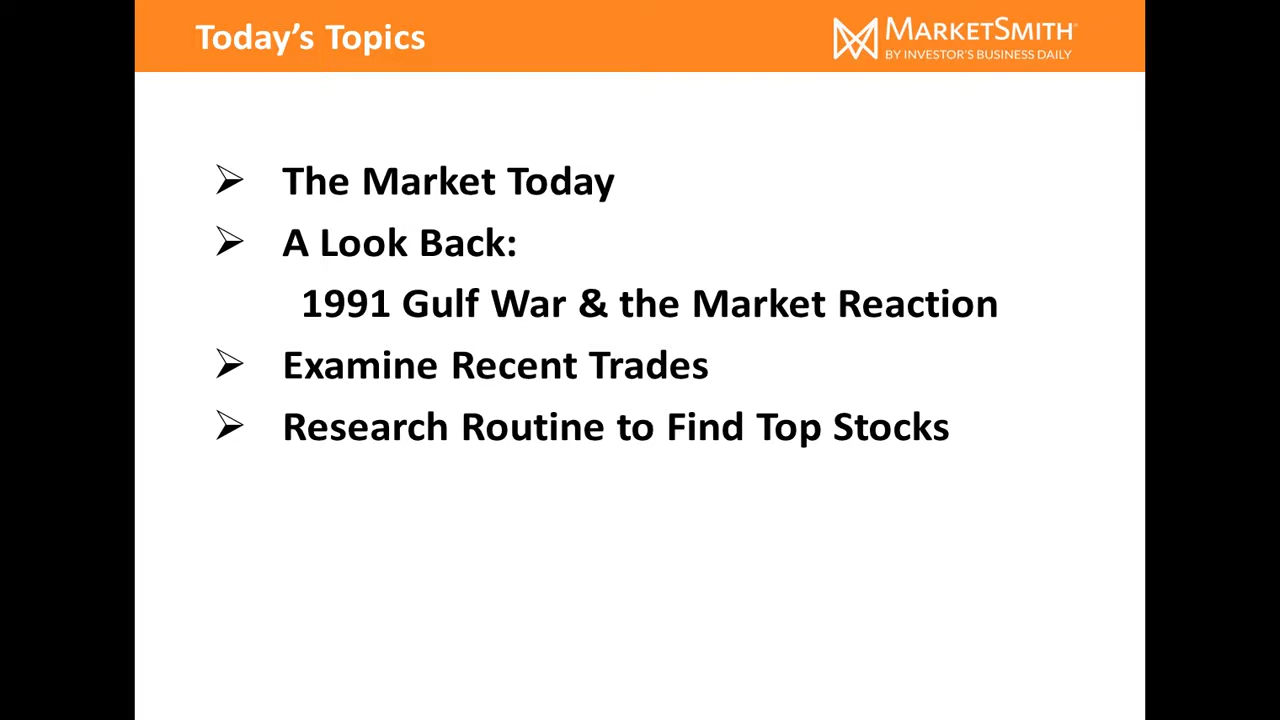 Today's Topics
MARKETSMITH
BY INVESTOR'S BUSINESS DAILY
➢ The Market Today
➢ A Look Back:
1991 Gulf War & the Market Reaction
➢ Examine Recent Trades
➢ Research Routine to Find Top Stocks